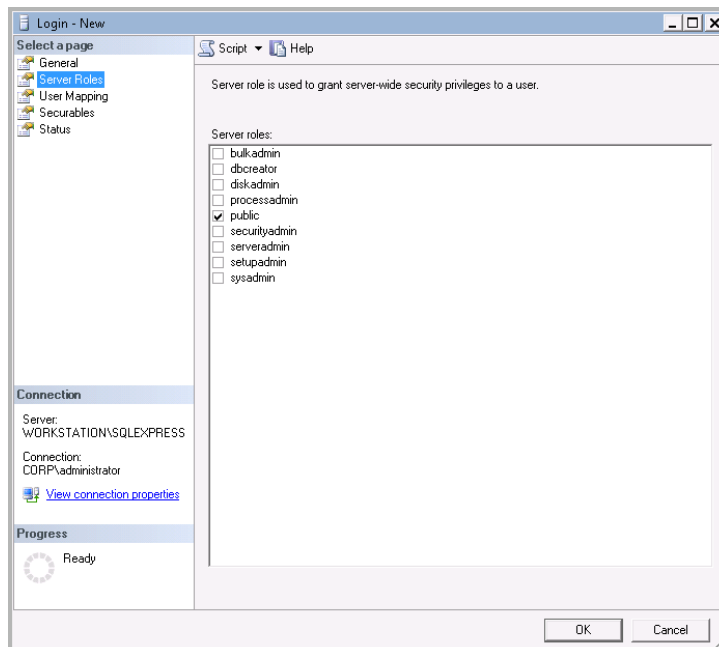 Login - New
Select a page
General
Server Roles
User Mapping
Securables
Status
Script Help
Server role is used to grant server-wide security privileges to a user.
Server roles:
bulkadmin
dbcreator
diskadmin
processadmin
public
securityadmin
serveradmin
setupadmin
sysadmin
Connection
Server:
WORKSTATION\SQLEXPRESS
Connection:
CORP\administrator
View connection properties
Progress
Ready
OK Cancel